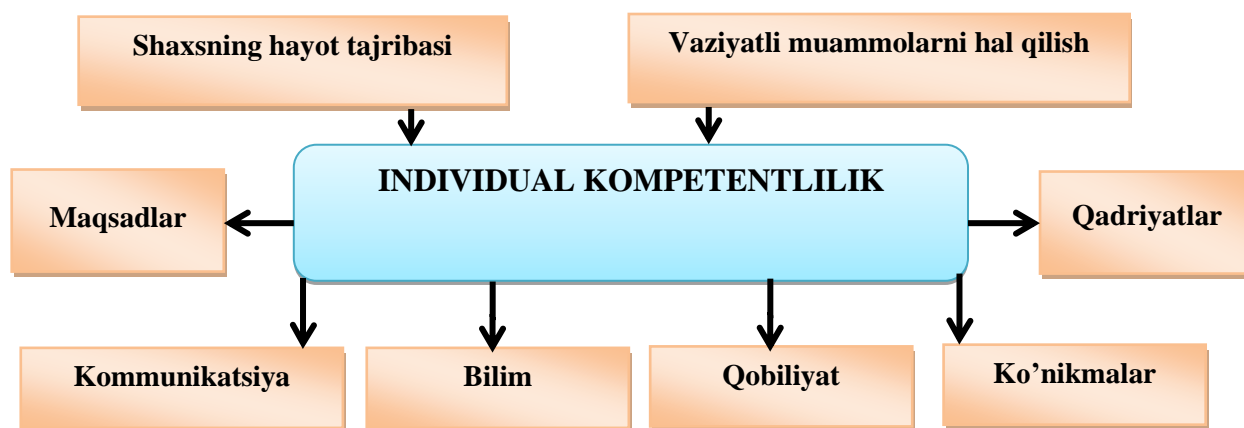 Shaxsning hayot tajribasi
Vaziyatli muammolarni hal qilish
INDIVIDUAL KOMPETENTLILIK
Maqsadlar
Qadriyatlar
Kommunikatsiya
Bilim
Qobiliyat
Ko’nikmalar